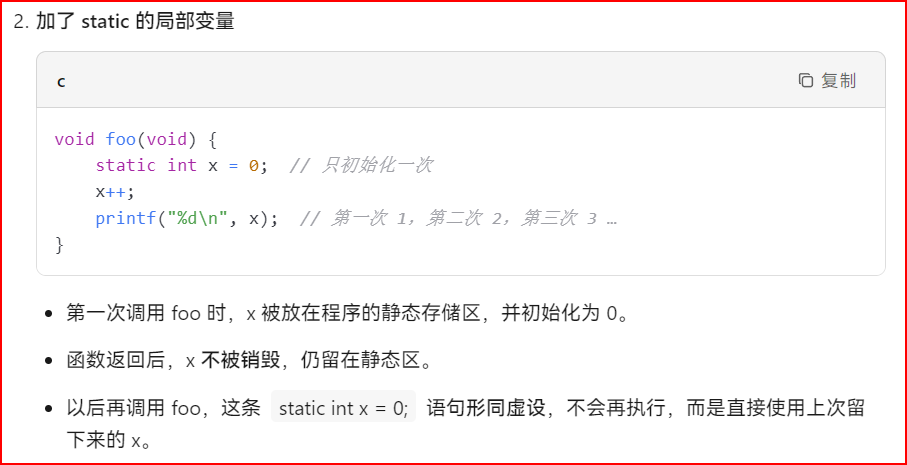 2. 加了 static 的局部变量
c
复制
void foo(void) {
    static int x = 0;  // 只初始化一次
    x++;
    printf("%d\n", x);  // 第一次 1，第二次 2，第三次 3 …
}
• 第一次调用 foo 时，x 被放在程序的静态存储区，并初始化为 0。
• 函数返回后，x 不被销毁，仍留在静态区。
• 以后再调用 foo，这条 static int x = 0; 语句形同虚设，不会再执行，而是直接使用上次留
下来的 x。